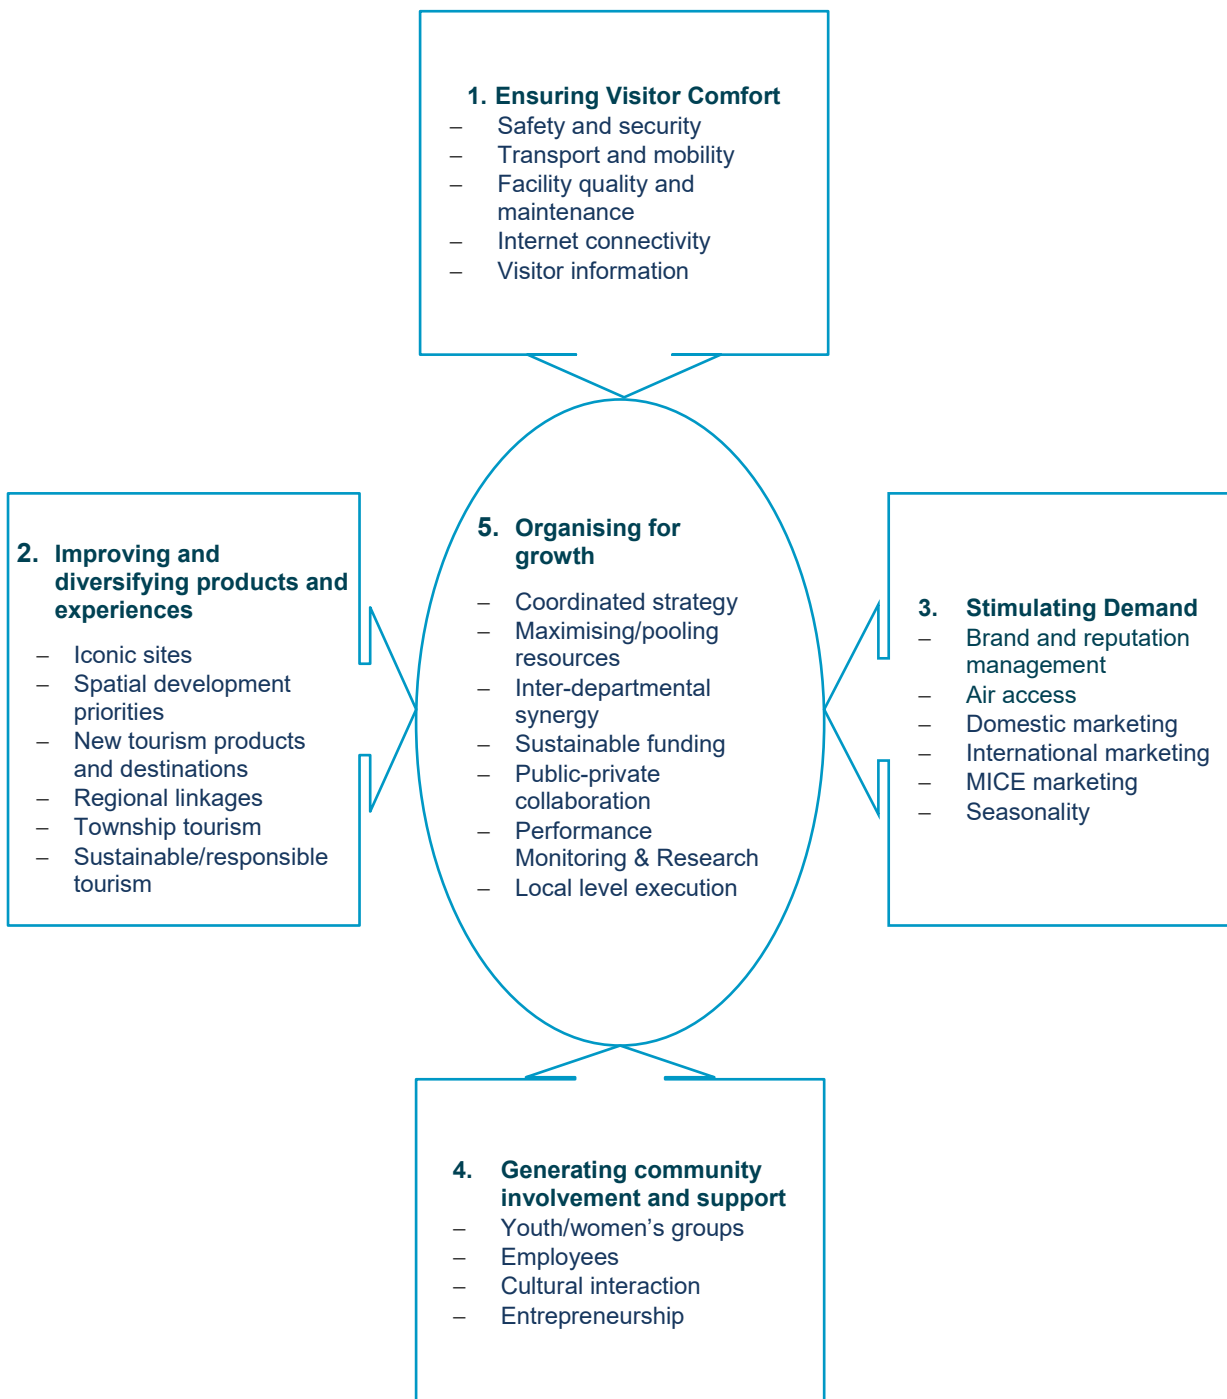 1. Ensuring Visitor Comfort
– Safety and security
– Transport and mobility
– Facility quality and
maintenance
– Internet connectivity
– Visitor information
2. Improving and
diversifying products and
experiences
– Iconic sites
– Spatial development
priorities
– New tourism products
and destinations
– Regional linkages
– Township tourism
– Sustainable/responsible
tourism
5. Organising for
growth
– Coordinated strategy
– Maximising/pooling
resources
– Inter-departmental
synergy
– Sustainable funding
– Public-private
collaboration
– Performance
Monitoring & Research
– Local level execution
3. Stimulating Demand
– Brand and reputation
management
– Air access
– Domestic marketing
– International marketing
– MICE marketing
– Seasonality
4. Generating community
involvement and support
– Youth/women’s groups
– Employees
– Cultural interaction
– Entrepreneurship